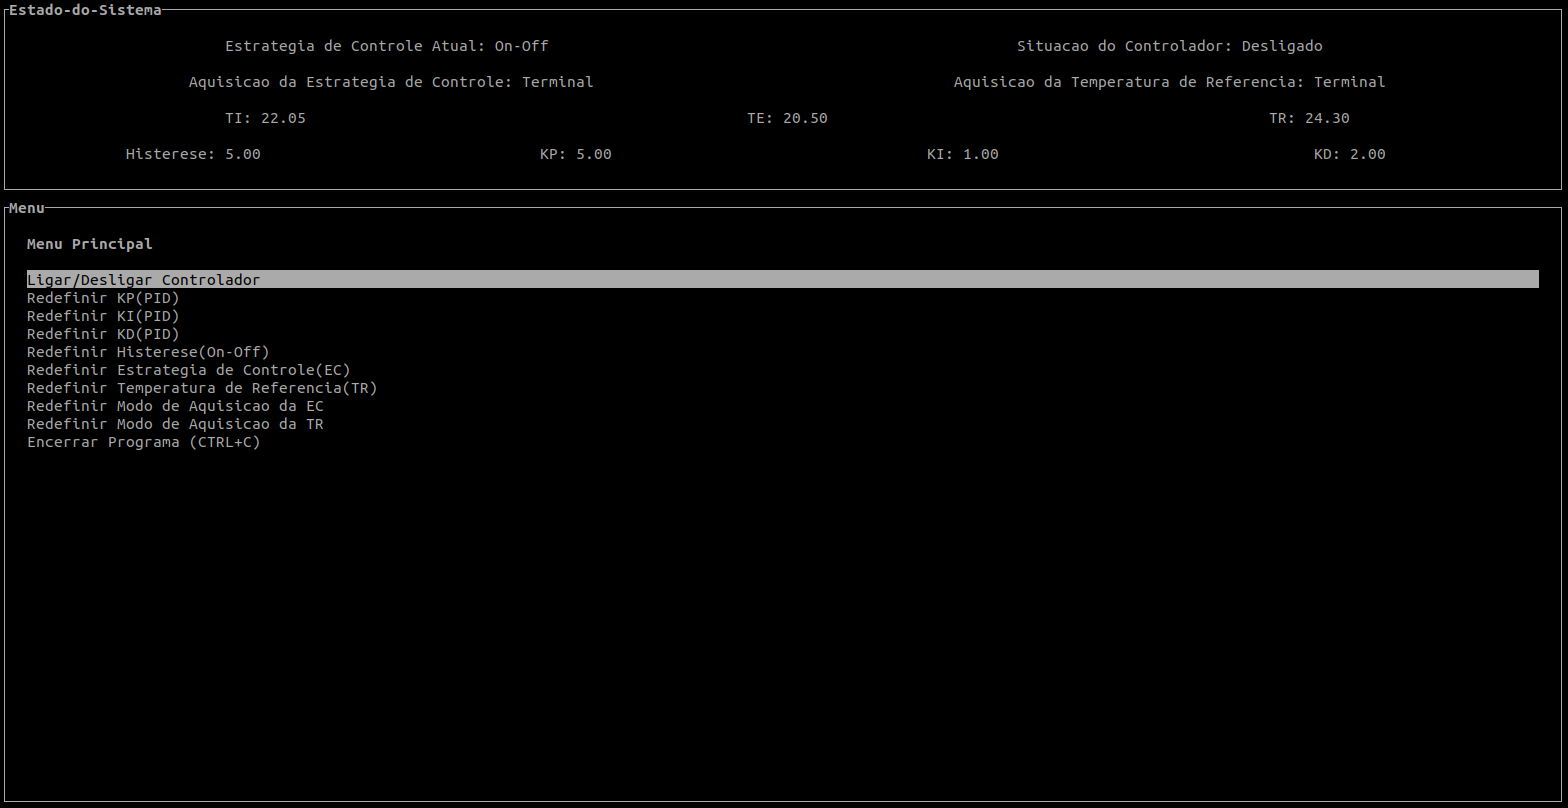 Estado-do-Sistema
Estrategia de Controle Atual: On-Off Situacao do Controlador: Desligado
Aquisicao da Estrategia de Controle: Terminal Aquisicao da Temperatura de Referencia: Terminal
TI: 22.05 TE: 20.50 TR: 24.30
Histerese: 5.00 KP: 5.00 KI: 1.00 KD: 2.00
Menu
Menu Principal
Ligar/Desligar Controlador
Redefinir KP(PID)
Redefinir KI(PID)
Redefinir KD(PID)
Redefinir Histerese(On-Off)
Redefinir Estrategia de Controle(EC)
Redefinir Temperatura de Referencia(TR)
Redefinir Modo de Aquisicao da EC
Redefinir Modo de Aquisicao da TR
Encerrar Programa (CTRL+C)